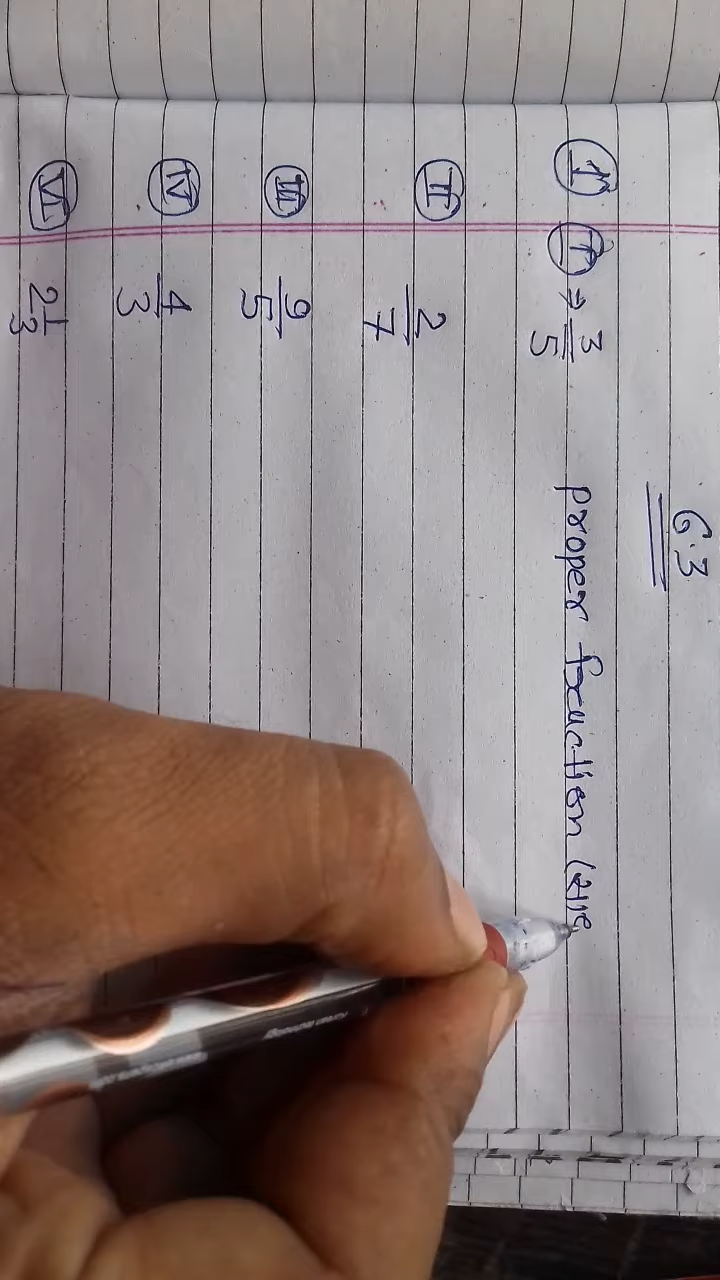 6.3
I I ⇒ 3/5 proper fraction (उचि
II 2/7
III 9/5
IV 4/3
VI 2 1/3